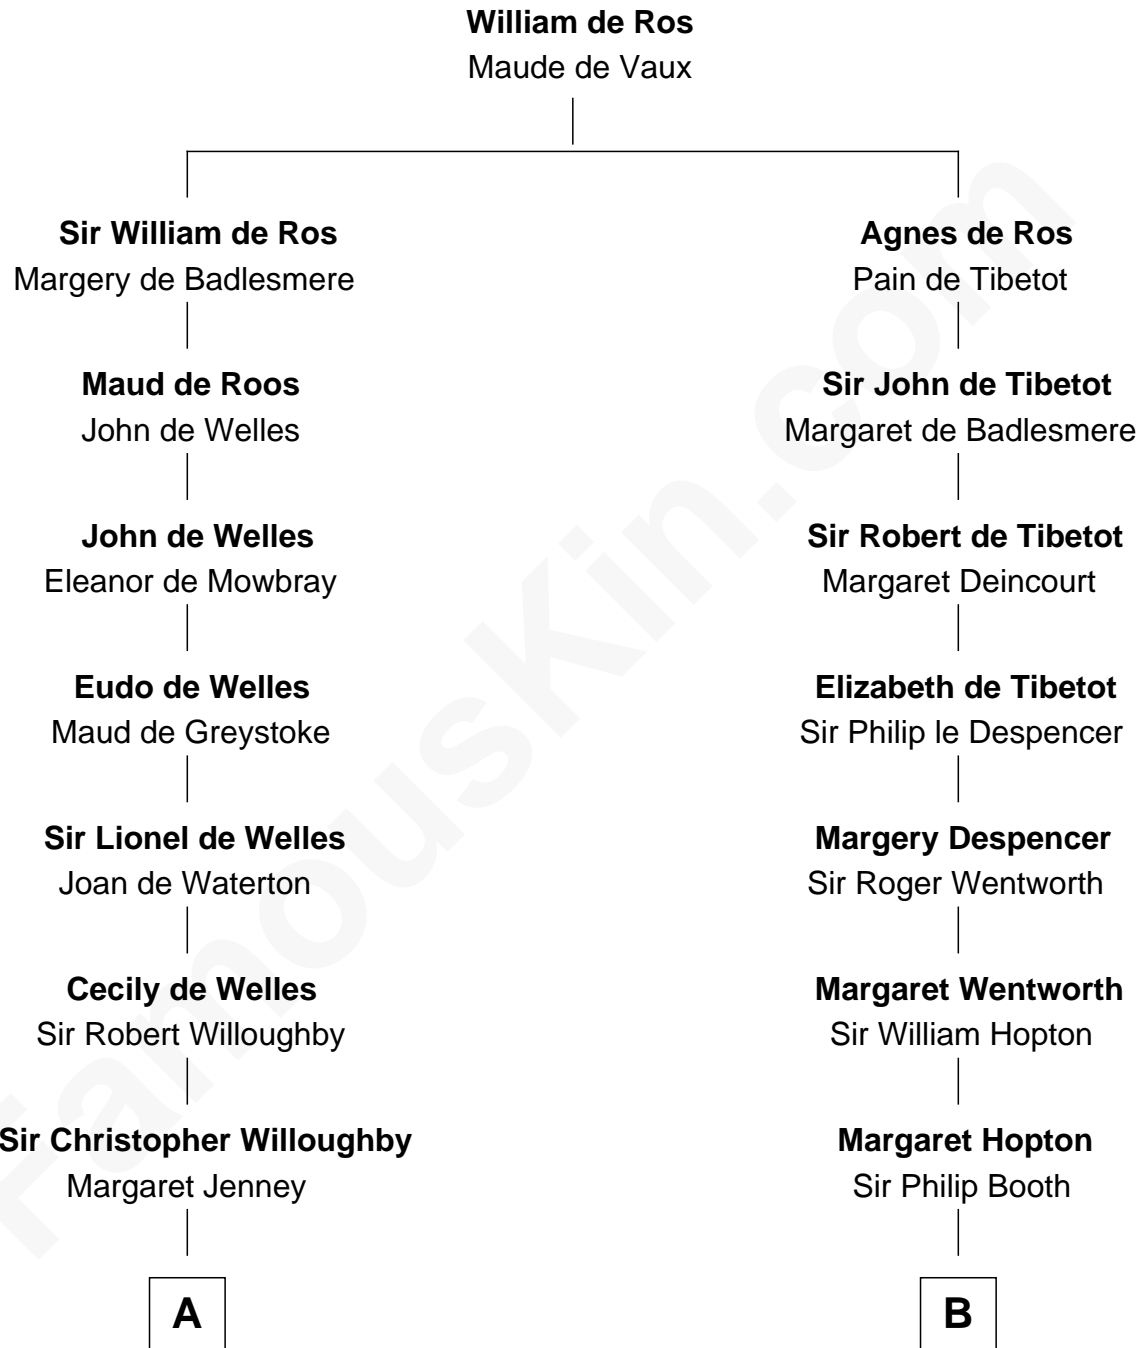 William de Ros
Maude de Vaux
Sir William de Ros
Margery de Badlesmere
Maud de Roos
John de Welles
John de Welles
Eleanor de Mowbray
Eudo de Welles
Maud de Greystoke
Sir Lionel de Welles
Joan de Waterton
Cecily de Welles
Sir Robert Willoughby
Sir Christopher Willoughby
Margaret Jenney
A
Agnes de Ros
Pain de Tibetot
Sir John de Tibetot
Margaret de Badlesmere
Sir Robert de Tibetot
Margaret Deincourt
Elizabeth de Tibetot
Sir Philip le Despencer
Margery Despencer
Sir Roger Wentworth
Margaret Wentworth
Sir William Hopton
Margaret Hopton
Sir Philip Booth
B
FamousKin.com